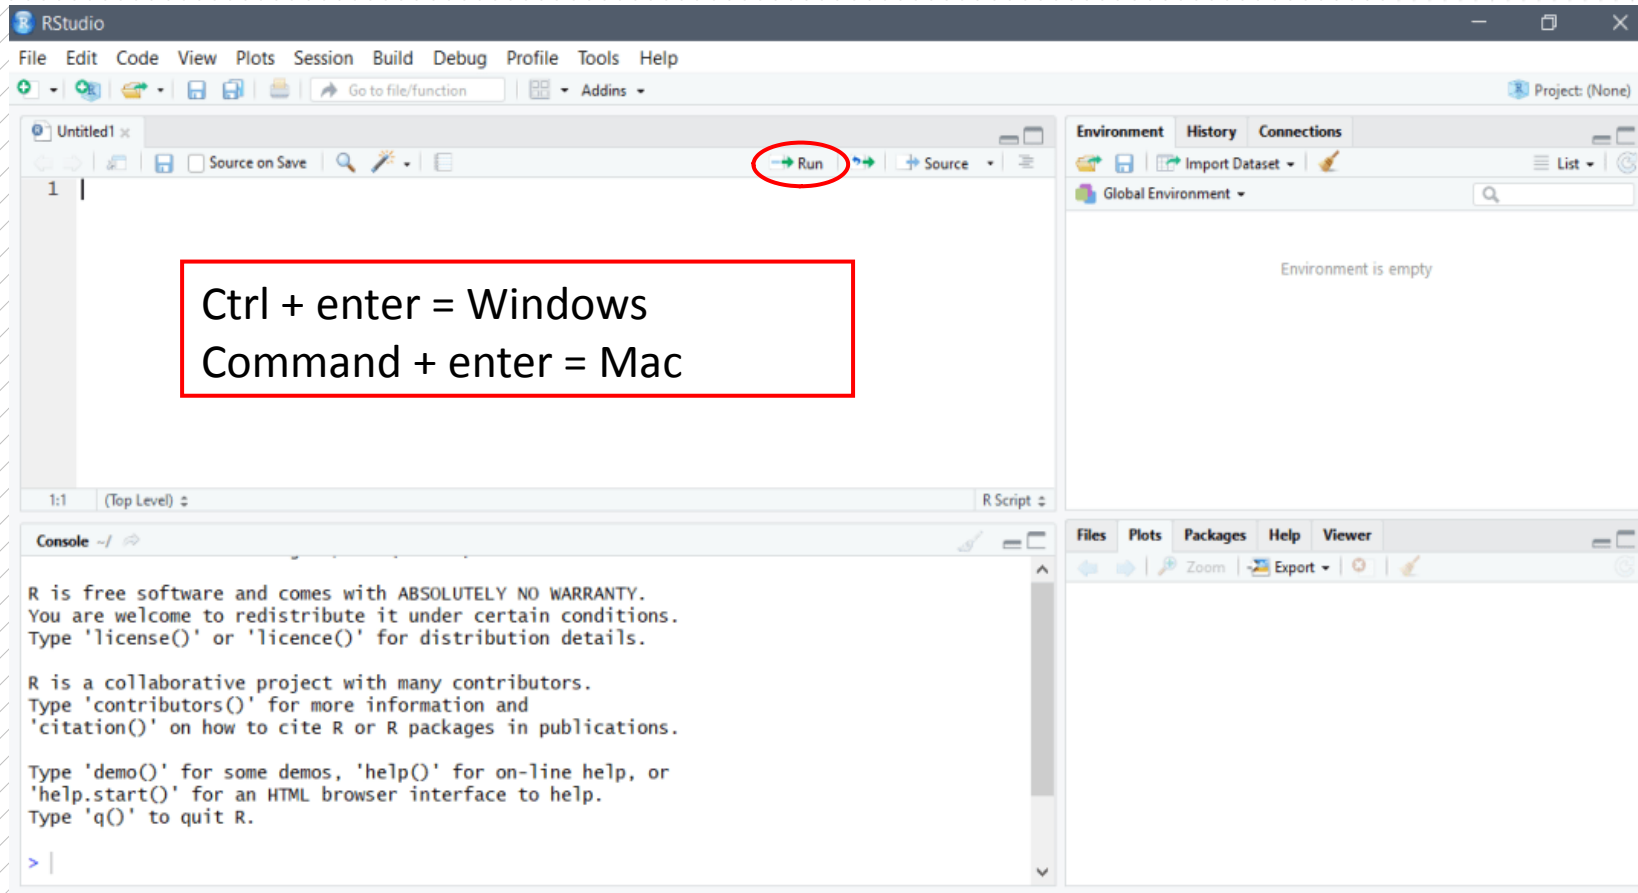 RStudio
File Edit Code View Plots Session Build Debug Profile Tools Help
Go to file/function Addins Project: (None)
Untitled1
Source on Save Run Source
1
Ctrl + enter = Windows
Command + enter = Mac
1:1 (Top Level) R Script
Console ~/
R is free software and comes with ABSOLUTELY NO WARRANTY.
You are welcome to redistribute it under certain conditions.
Type 'license()' or 'licence()' for distribution details.
R is a collaborative project with many contributors.
Type 'contributors()' for more information and
'citation()' on how to cite R or R packages in publications.
Type 'demo()' for some demos, 'help()' for on-line help, or
'help.start()' for an HTML browser interface to help.
Type 'q()' to quit R.
>
Environment History Connections
Import Dataset List
Global Environment
Environment is empty
Files Plots Packages Help Viewer
Zoom Export